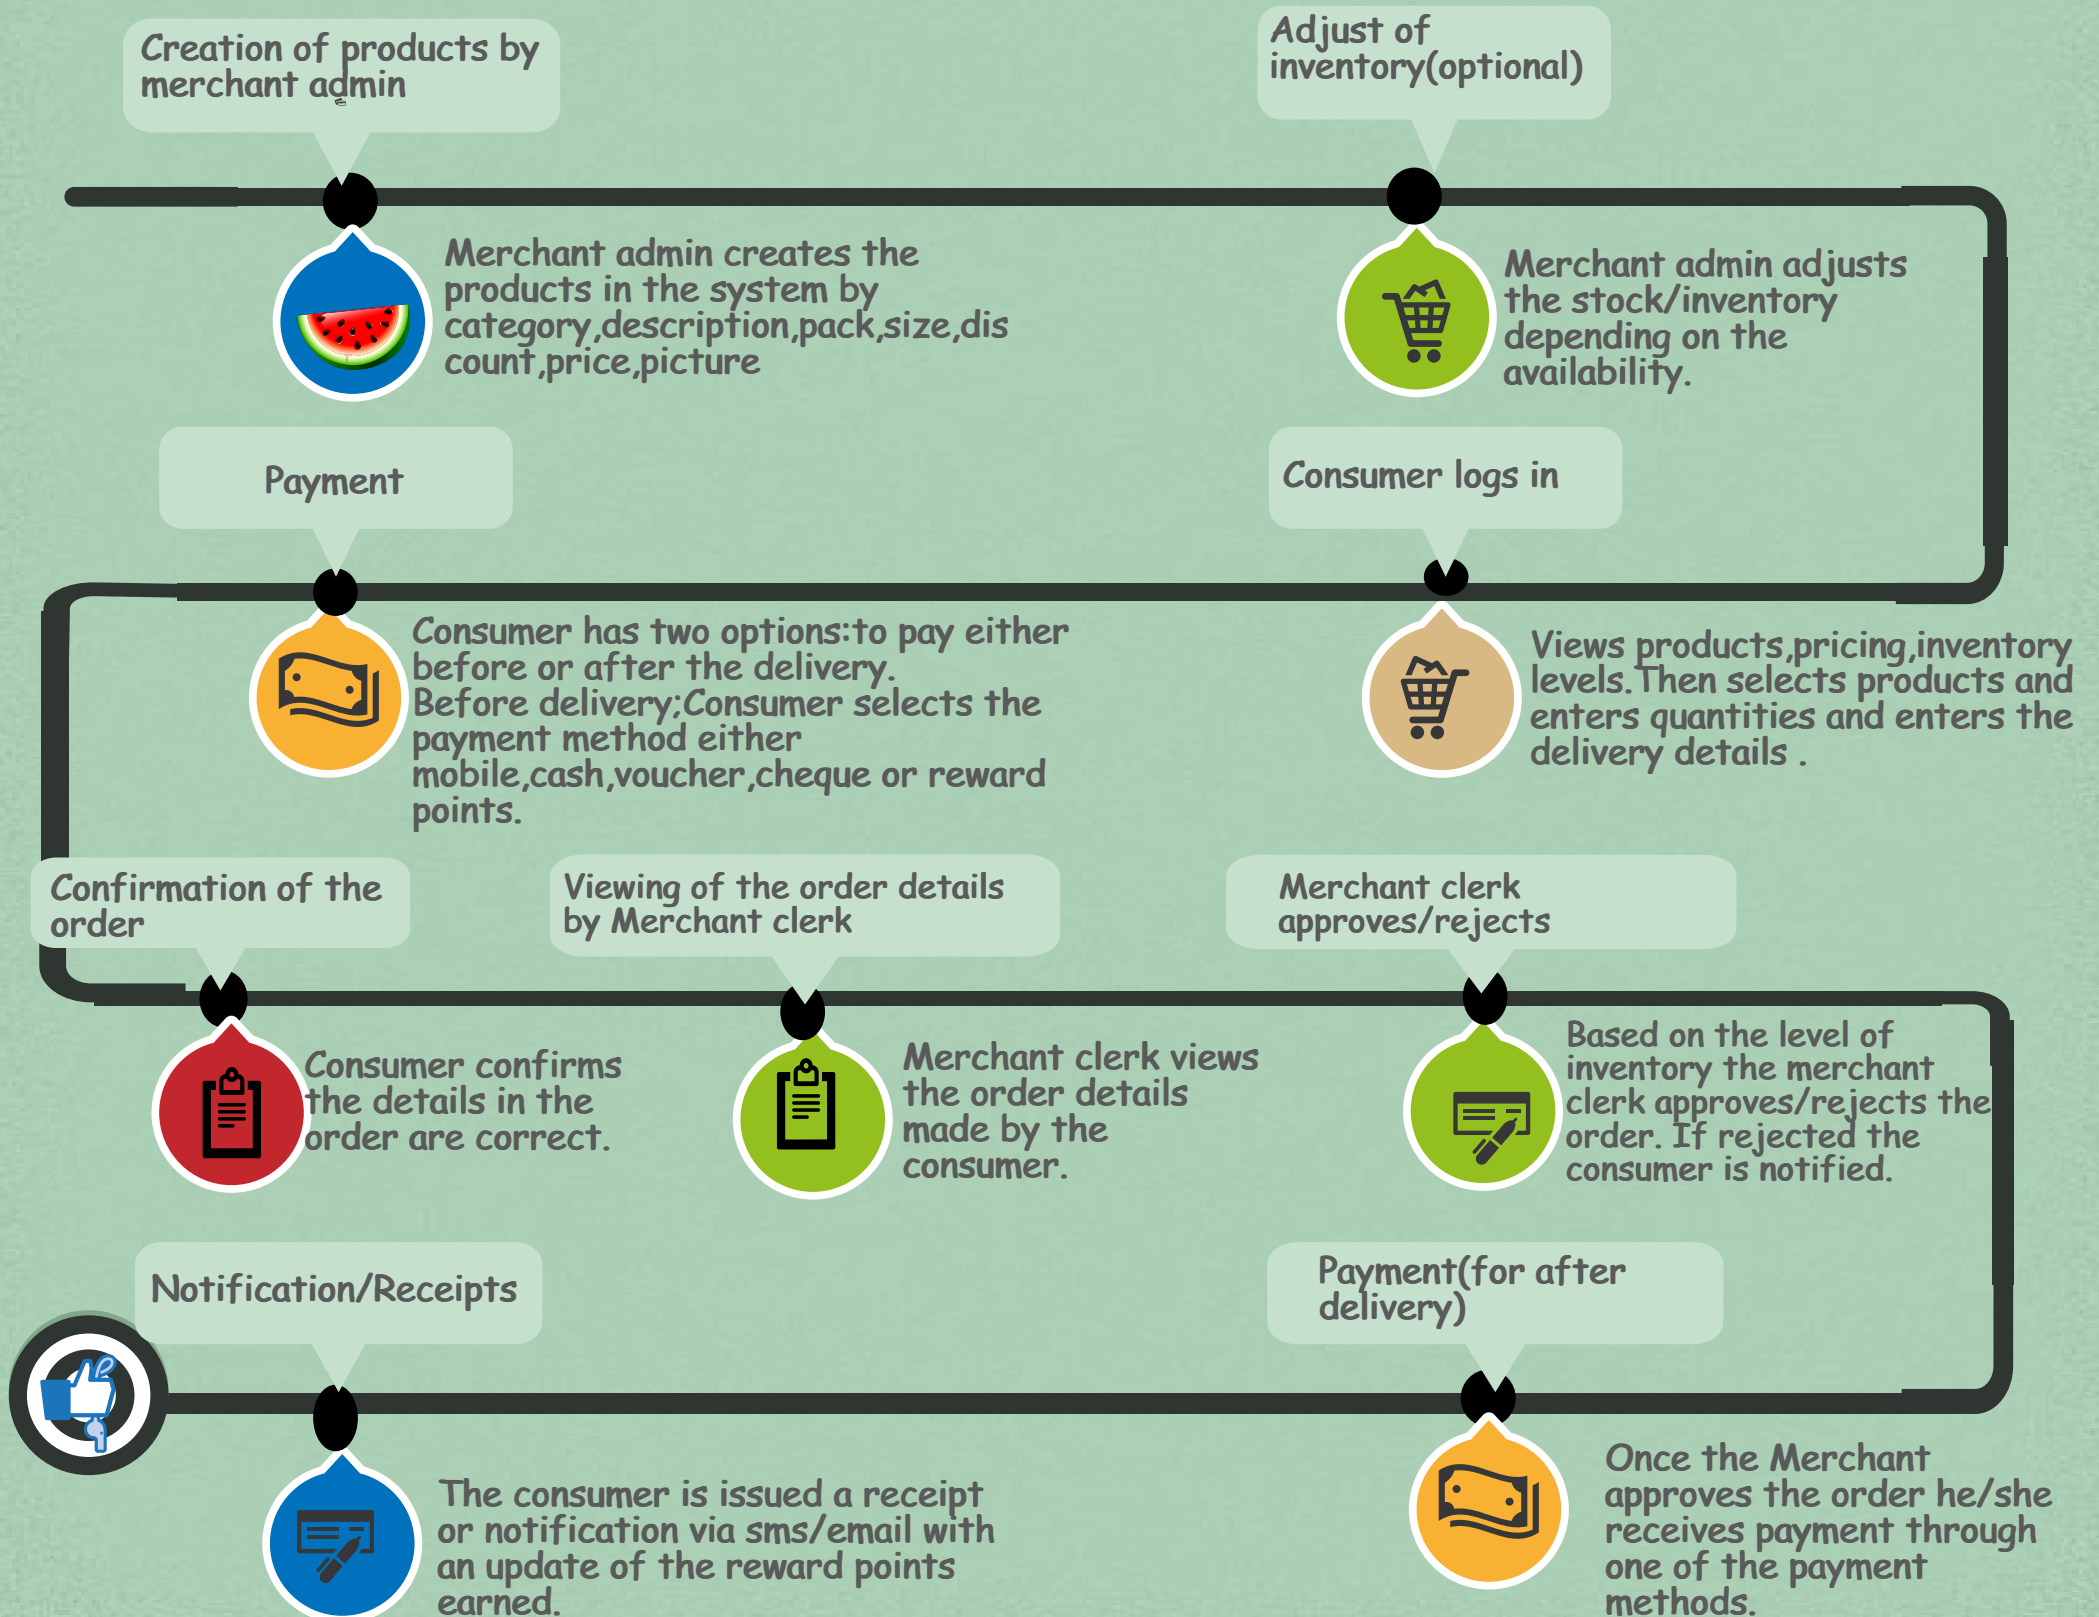 Creation of products by
merchant admin
Adjust of
inventory(optional)
Merchant admin creates the
products in the system by
category,description,pack,size,dis
count,price,picture
Merchant admin adjusts
the stock/inventory
depending on the
availability.
Consumer logs in
Views products,pricing,inventory
levels.Then selects products and
enters quantities and enters the
delivery details .
Payment
Consumer has two options:to pay either
before or after the delivery.
Before delivery;Consumer selects the
payment method either
mobile,cash,voucher,cheque or reward
points.
Confirmation of the
order
Consumer confirms
the details in the
order are correct.
Viewing of the order details
by Merchant clerk
Merchant clerk views
the order details
made by the
consumer.
Merchant clerk
approves/rejects
Based on the level of
inventory the merchant
clerk approves/rejects the
order. If rejected the
consumer is notified.
Payment(for after
delivery)
Once the Merchant
approves the order he/she
receives payment through
one of the payment
methods.
Notification/Receipts
The consumer is issued a receipt
or notification via sms/email with
an update of the reward points
earned.